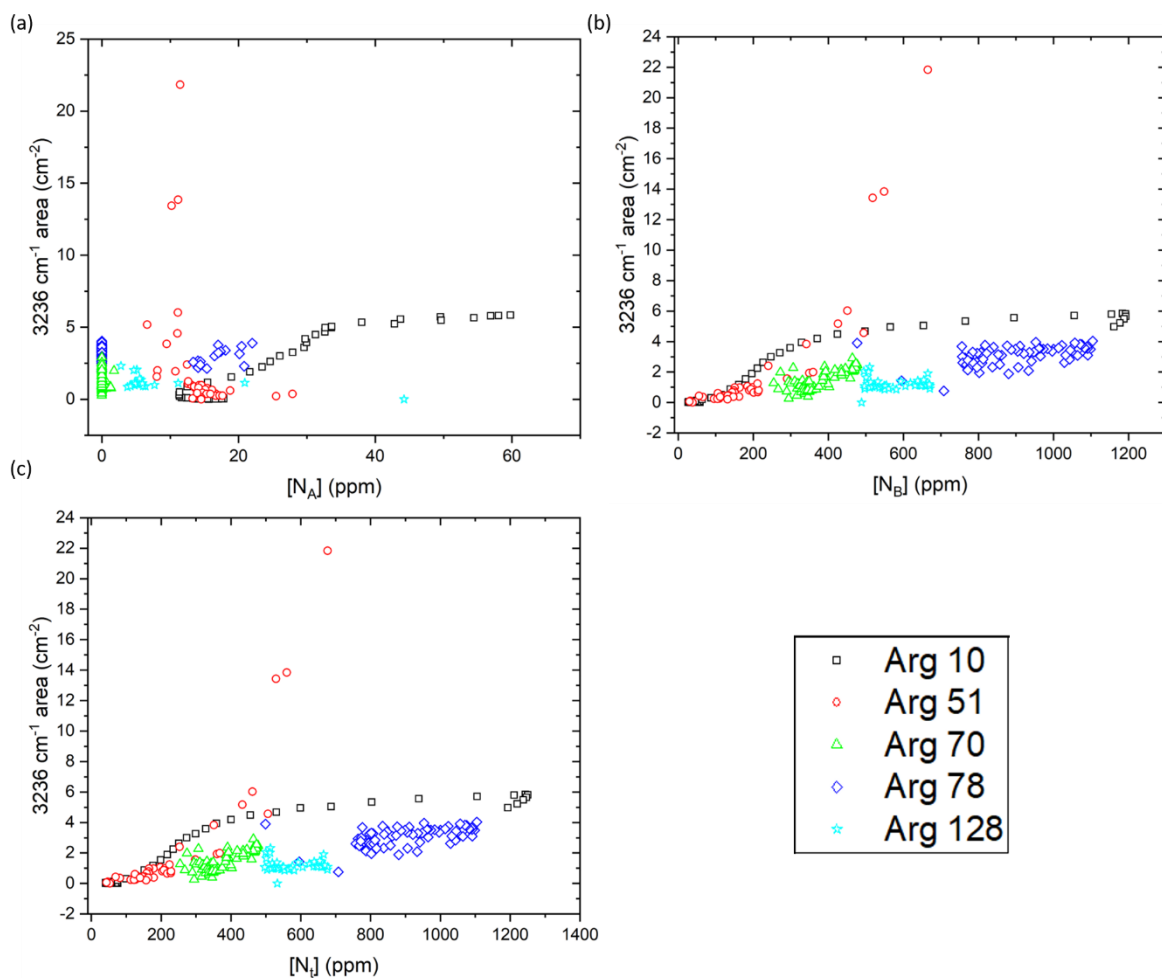 (a)
25
20
15
10
5
0
3236 cm⁻¹ area (cm⁻²)
0 20 40 60
[N_A] (ppm)
(b)
24
22
20
18
16
14
12
10
8
6
4
2
0
-2
3236 cm⁻¹ area (cm⁻²)
0 200 400 600 800 1000 1200
[N_B] (ppm)
(c)
24
22
20
18
16
14
12
10
8
6
4
2
0
-2
3236 cm⁻¹ area (cm⁻²)
0 200 400 600 800 1000 1200 1400
[N_t] (ppm)
Arg 10
Arg 51
Arg 70
Arg 78
Arg 128